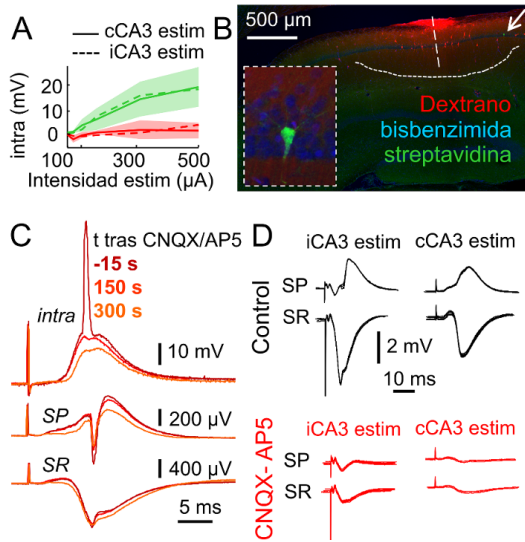 A
cCA3 estim
iCA3 estim
intra (mV)
20
10
0
100
300
500
Intensidad estim (µA)
B
500 µm
Dextrano
bisbenzimida
streptavidina
C
t tras CNQX/AP5
-15 s
150 s
300 s
intra
10 mV
SP
200 µV
SR
400 µV
5 ms
D
iCA3 estim
cCA3 estim
Control
SP
SR
2 mV
10 ms
CNQX- AP5
iCA3 estim
cCA3 estim
SP
SR